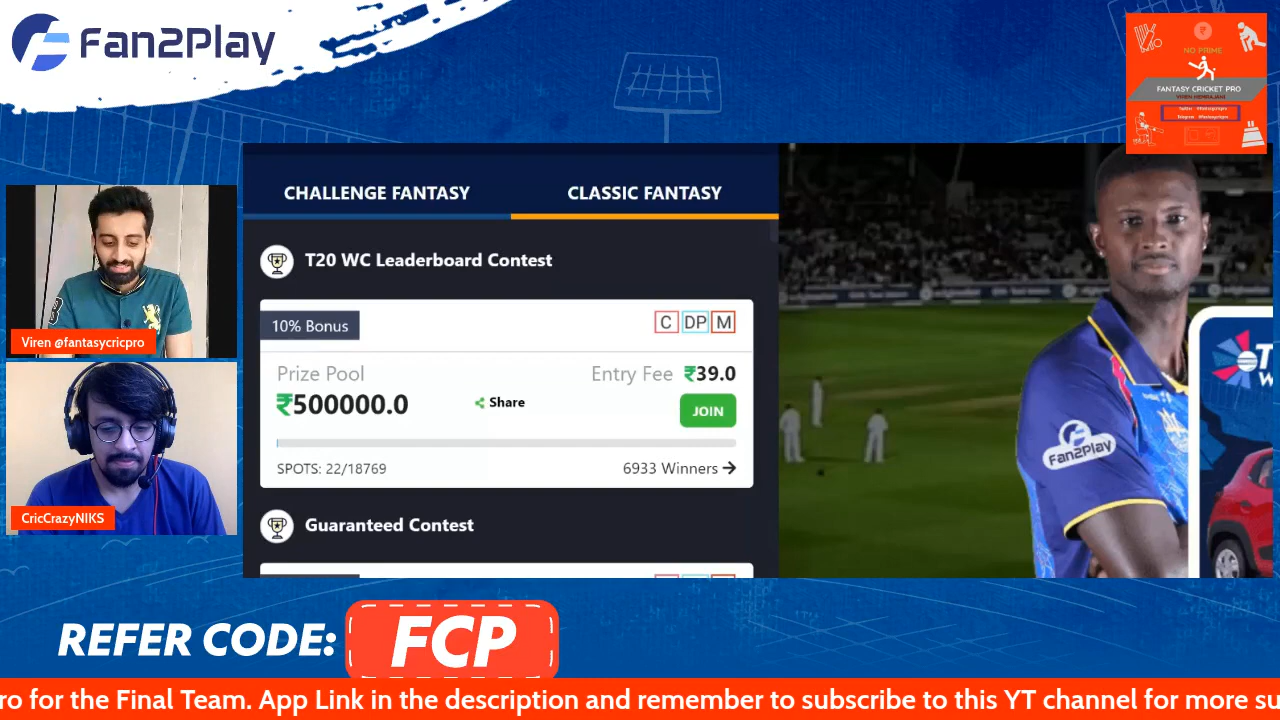 Fan2Play
NO PRIME
FANTASY CRICKET PRO
VIREN HEMRAJANI
CHALLENGE FANTASY
CLASSIC FANTASY
T20 WC Leaderboard Contest
10% Bonus
C DP M
Prize Pool
Entry Fee ₹39.0
₹500000.0
Share
JOIN
SPOTS: 22/18769
6933 Winners →
Guaranteed Contest
Viren @fantasycricpro
CricCrazyNIKS
Fan2Play
REFER CODE: FCP
ro for the Final Team. App Link in the description and remember to subscribe to this YT channel for more su